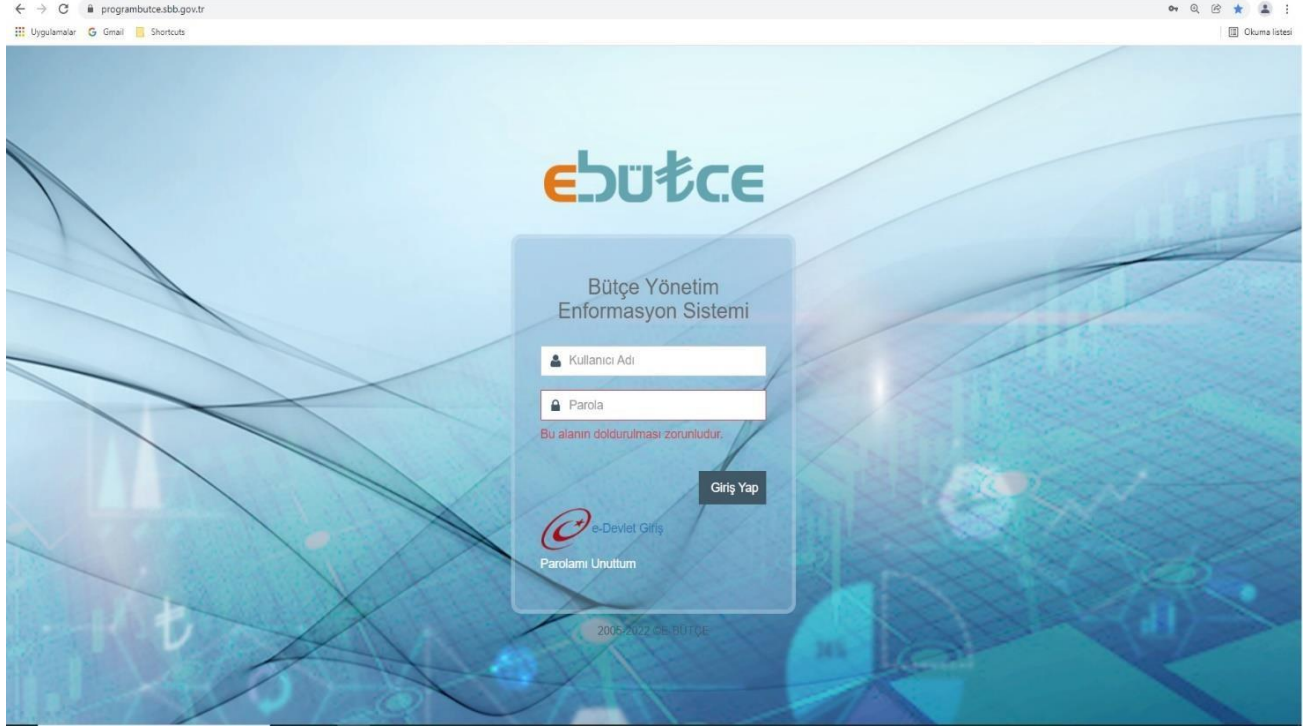 programbutce.sbb.gov.tr
Uygulamalar
G Gmail
Shortcuts
Okuma listesi
ebütçe
Bütçe Yönetim
Enformasyon Sistemi
Kullanıcı Adı
Parola
Bu alanın doldurulması zorunludur.
Giriş Yap
e-Devlet Giriş
Parolamı Unuttum
2005-2022 ©E-BÜTÇE